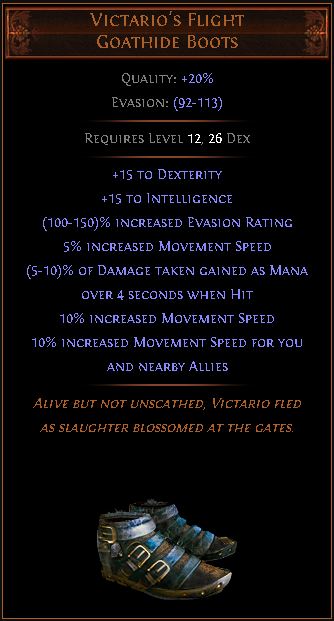 Victario's Flight
Goathide Boots
Quality: +20%
Evasion: (92-113)
Requires Level 12, 26 Dex
+15 to Dexterity
+15 to Intelligence
(100-150)% increased Evasion Rating
5% increased Movement Speed
(5-10)% of Damage taken gained as Mana
over 4 seconds when Hit
10% increased Movement Speed
10% increased Movement Speed for you
and nearby Allies
Alive but not unscathed, Victario fled
as slaughter blossomed at the gates.